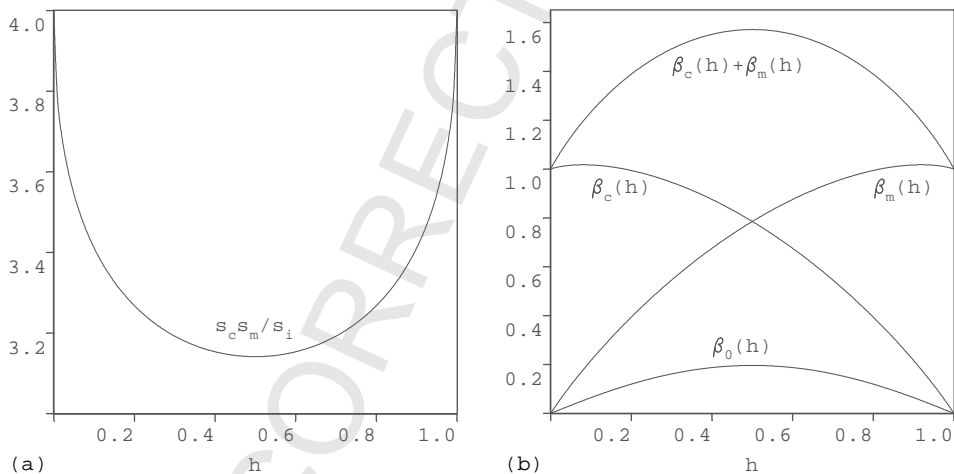 4.0
3.8
3.6
3.4
3.2
s_c s_m/s_i
0.2 0.4 0.6 0.8 1.0
(a) h
1.6
1.4
1.2
1.0
0.8
0.6
0.4
0.2
β_c(h)+β_m(h)
β_c(h)
β_m(h)
β_0(h)
0.2 0.4 0.6 0.8 1.0
(b) h
CORRECT